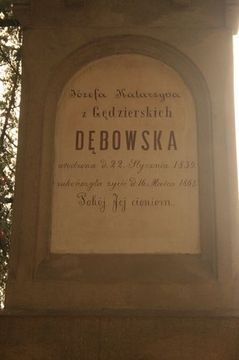 Józefa Katarzyna
z Gędzierskich
DĘBOWSKA
urodzona d. 22. Stycznia 1839.
zakończyła życie d. 16. Marca
Pokój Jej cieniom.